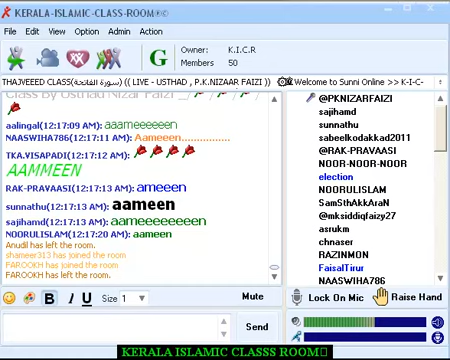 KERALA-ISLAMIC-CLASS-ROOM®©
File Edit View Option Admin Action
G
Owner: K.I.C.R
Members 50
THAJVEEED CLASS(سورة الفاتحة) (( LIVE - USTHAD , P.K.NIZAAR FAIZI )) Welcome to Sunni Online >> K-I-C-
Class By Usthad Nizar Faizi
aalingal(12:17:09 AM): aaameeeeeeen
NAASWIHA786(12:17:11 AM): Aameen...............
TKA.VISAPADI(12:17:12 AM):
AAMMEEN
RAK-PRAVAASI(12:17:13 AM): ameeen
sunnathu(12:17:13 AM): aameen
sajihamd(12:17:13 AM): aameeeeeeeen
NOORULISLAM(12:17:20 AM): ameen
Anudil has left the room.
shameer313 has joined the room
FAROOKH has joined the room
FAROOKH has left the room.
@PKNIZARFAIZI
sajihamd
sunnathu
sabeelkodakkad2011
@RAK-PRAVAASI
NOOR-NOOR-NOOR
election
NOORULISLAM
SamSthAkkAraN
@mksiddiqfaizy27
asrukm
chnaser
RAZINMON
FaisalTirur
NAASWIHA786
B I U Size 1 Mute
Lock On Mic Raise Hand
Send
KERALA ISLAMIC CLASSS ROOM